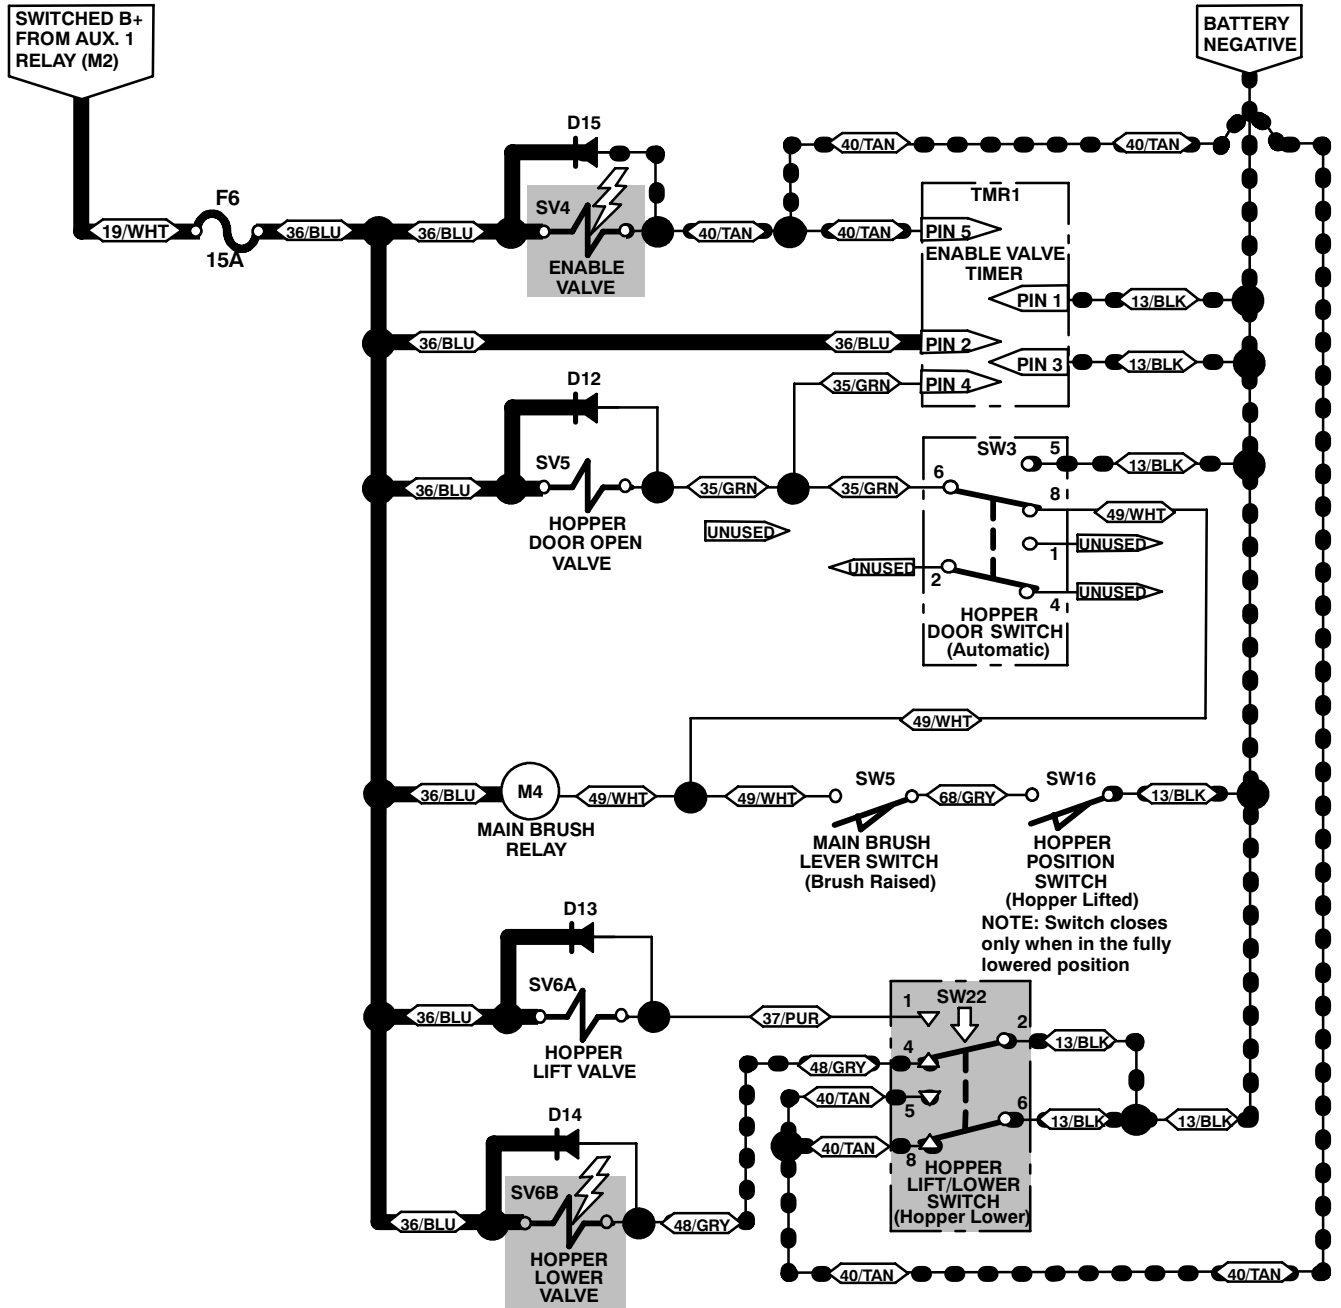 SWITCHED B+
FROM AUX. 1
RELAY (M2)
BATTERY
NEGATIVE
D15
40/TAN
40/TAN
F6
15A
19/WHT
36/BLU
36/BLU
SV4
ENABLE
VALVE
40/TAN
40/TAN
TMR1
PIN 5
ENABLE VALVE
TIMER
PIN 1
13/BLK
36/BLU
36/BLU
PIN 2
PIN 3
13/BLK
D12
35/GRN
PIN 4
SV5
36/BLU
HOPPER
DOOR OPEN
VALVE
35/GRN
35/GRN
UNUSED
SW3
5
13/BLK
6
8
49/WHT
1
UNUSED
UNUSED
2
4
UNUSED
HOPPER
DOOR SWITCH
(Automatic)
49/WHT
36/BLU
M4
MAIN BRUSH
RELAY
49/WHT
49/WHT
SW5
MAIN BRUSH
LEVER SWITCH
(Brush Raised)
68/GRY
SW16
13/BLK
HOPPER
POSITION
SWITCH
(Hopper Lifted)
NOTE: Switch closes
only when in the fully
lowered position
D13
SV6A
36/BLU
HOPPER
LIFT VALVE
37/PUR
1
SW22
2
13/BLK
4
48/GRY
40/TAN
5
6
13/BLK
13/BLK
40/TAN
8
HOPPER
LIFT/LOWER
SWITCH
(Hopper Lower)
D14
SV6B
36/BLU
48/GRY
HOPPER
LOWER
VALVE
40/TAN
40/TAN